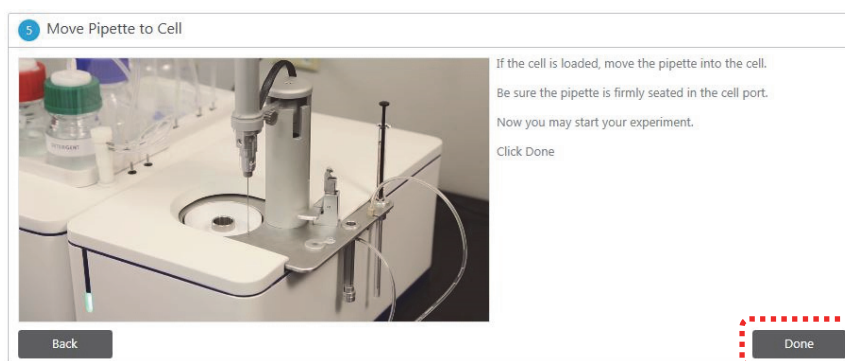 5 Move Pipette to Cell
If the cell is loaded, move the pipette into the cell.
Be sure the pipette is firmly seated in the cell port.
Now you may start your experiment.
Click Done
DETERGENT
Back
Done